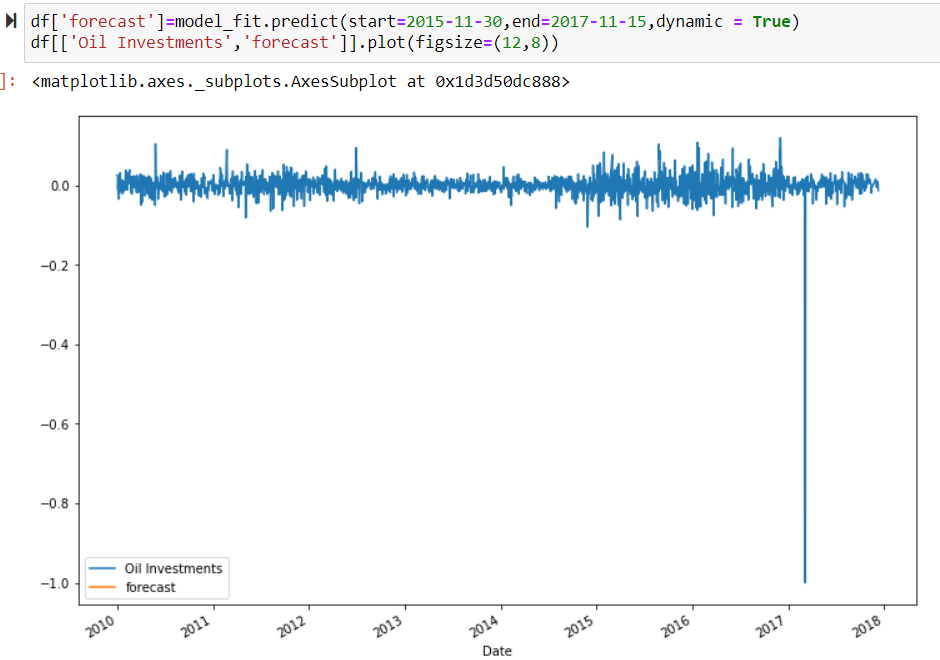 df['forecast']=model_fit.predict(start=2015-11-30,end=2017-11-15,dynamic = True)
df[['Oil Investments','forecast']].plot(figsize=(12,8))
]: <matplotlib.axes._subplots.AxesSubplot at 0x1d3d50dc888>
0.0
−0.2
−0.4
−0.6
−0.8
−1.0
Oil Investments
forecast
2010 2011 2012 2013 2014 2015 2016 2017 2018
Date